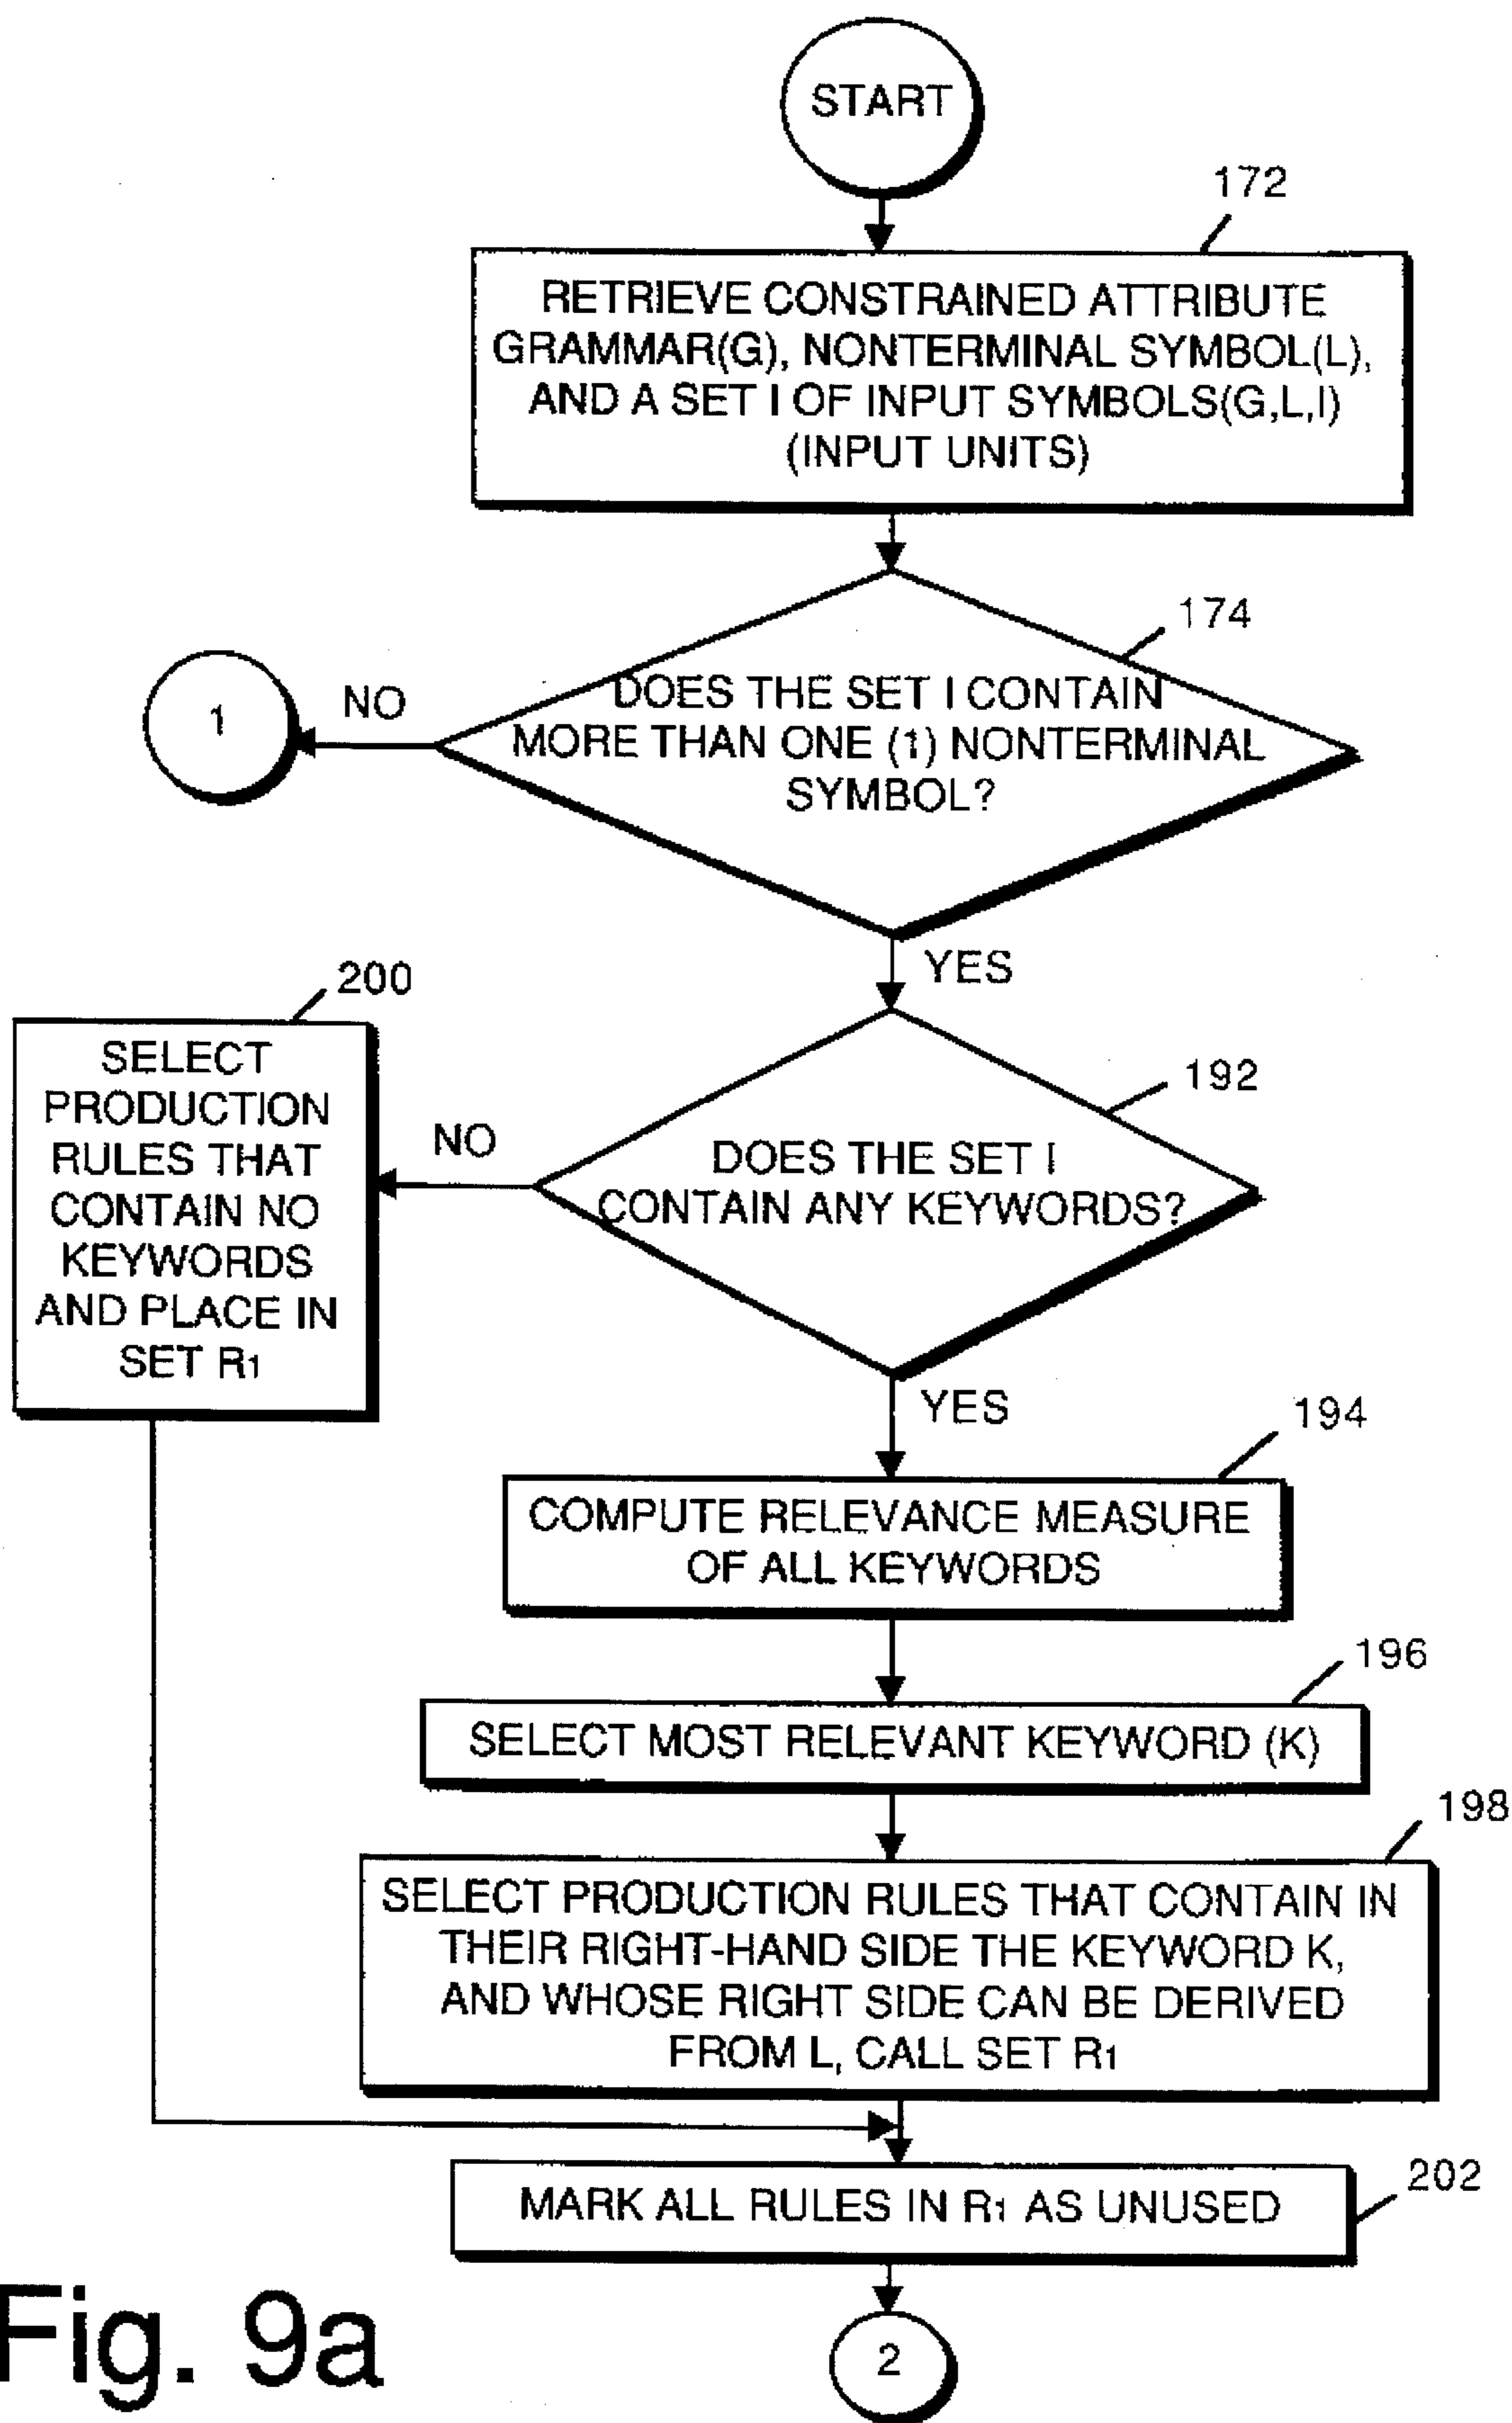 START
172
RETRIEVE CONSTRAINED ATTRIBUTE
GRAMMAR(G), NONTERMINAL SYMBOL(L),
AND A SET I OF INPUT SYMBOLS(G,L,I)
(INPUT UNITS)
174
DOES THE SET I CONTAIN
MORE THAN ONE (1) NONTERMINAL
SYMBOL?
NO
1
YES
200
SELECT
PRODUCTION
RULES THAT
CONTAIN NO
KEYWORDS
AND PLACE IN
SET R1
NO
192
DOES THE SET I
CONTAIN ANY KEYWORDS?
YES
194
COMPUTE RELEVANCE MEASURE
OF ALL KEYWORDS
196
SELECT MOST RELEVANT KEYWORD (K)
198
SELECT PRODUCTION RULES THAT CONTAIN IN
THEIR RIGHT-HAND SIDE THE KEYWORD K,
AND WHOSE RIGHT SIDE CAN BE DERIVED
FROM L, CALL SET R1
202
MARK ALL RULES IN R1 AS UNUSED
2
Fig. 9a